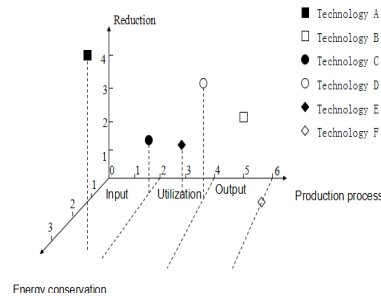 Reduction
Technology A
Technology B
Technology C
Technology D
Technology E
Technology F
4
3
2
1
0 1 2 3 4 5 6
Input Utilization Output
Production process
1
2
3
Energy conservation